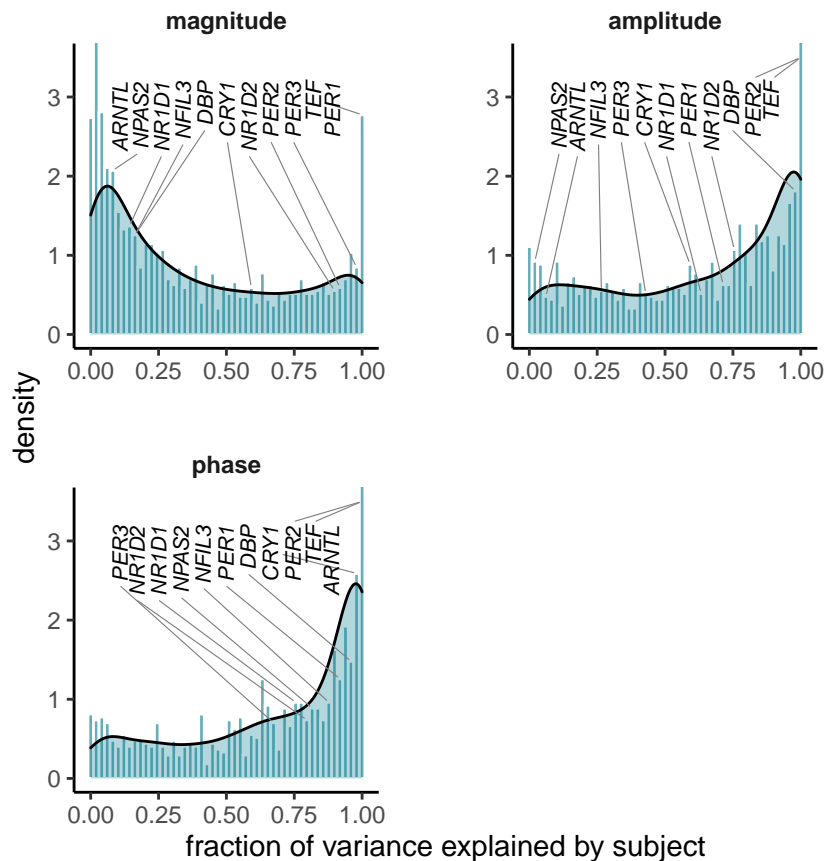 magnitude
3
2
1
0
ARNTL
NPAS2
NR1D1
NFIL3
DBP
CRY1
NR1D2
PER2
PER3
TEF
PER1
0.00 0.25 0.50 0.75 1.00
amplitude
3
2
1
0
NPAS2
ARNTL
NFIL3
PER3
CRY1
NR1D1
PER1
NR1D2
DBP
PER2
TEF
0.00 0.25 0.50 0.75 1.00
density
phase
3
2
1
0
PER3
NR1D2
NR1D1
NPAS2
NFIL3
PER1
DBP
CRY1
PER2
TEF
ARNTL
0.00 0.25 0.50 0.75 1.00
fraction of variance explained by subject